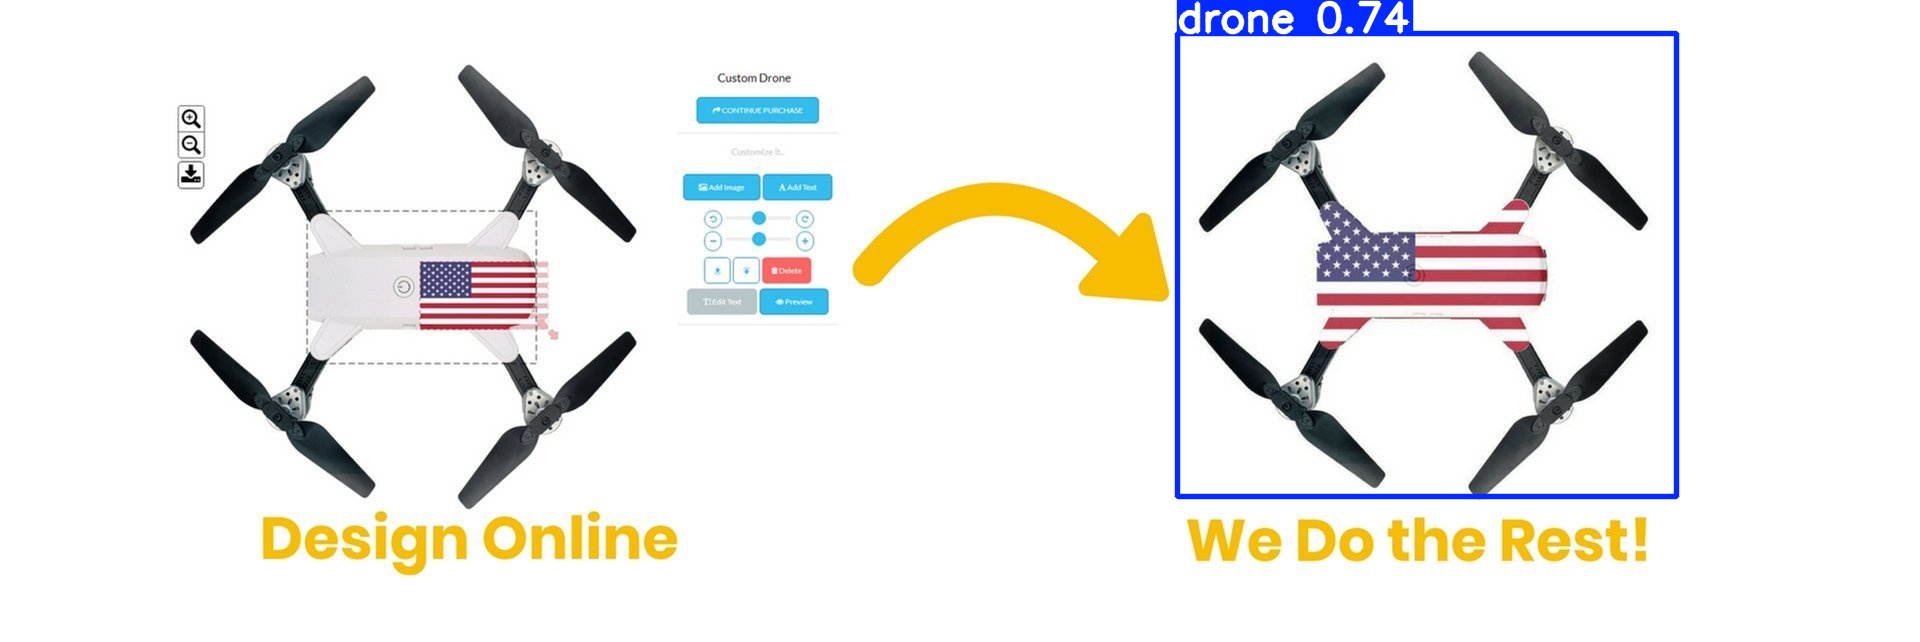 drone 0.74
Custom Drone
CONTINUE PURCHASE
Customize it..
Add Image
Add Text
Delete
Edit Text
Preview
Design Online
We Do the Rest!